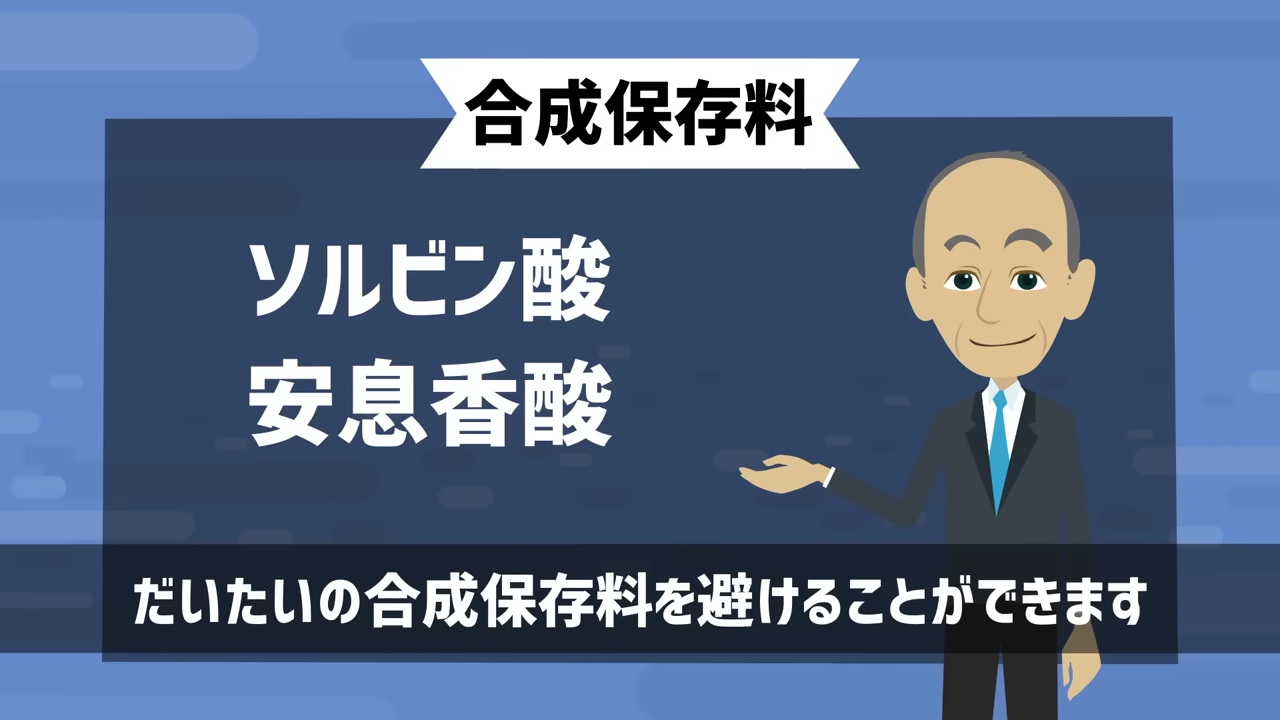 合成保存料
ソルビン酸
安息香酸
だいたいの合成保存料を避けることができます